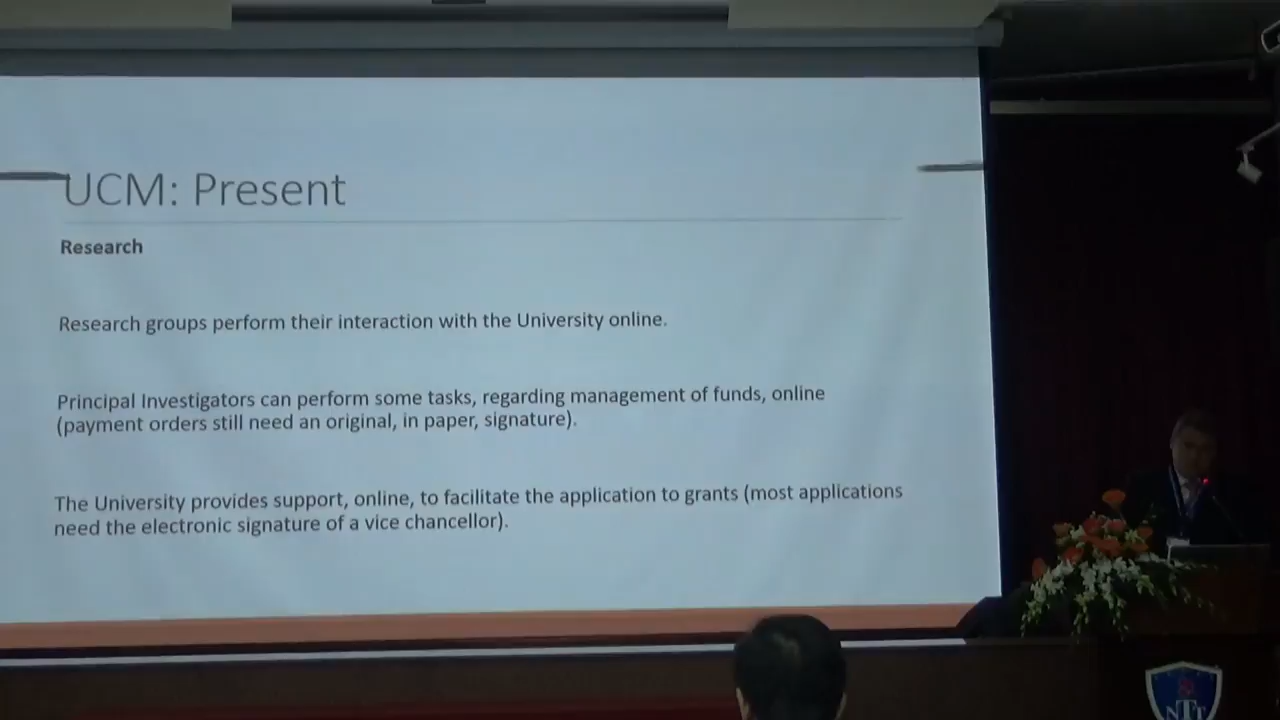 UCM: Present
Research
Research groups perform their interaction with the University online.
Principal Investigators can perform some tasks, regarding management of funds, online
(payment orders still need an original, in paper, signature).
The University provides support, online, to facilitate the application to grants (most applications
need the electronic signature of a vice chancellor).
NTT